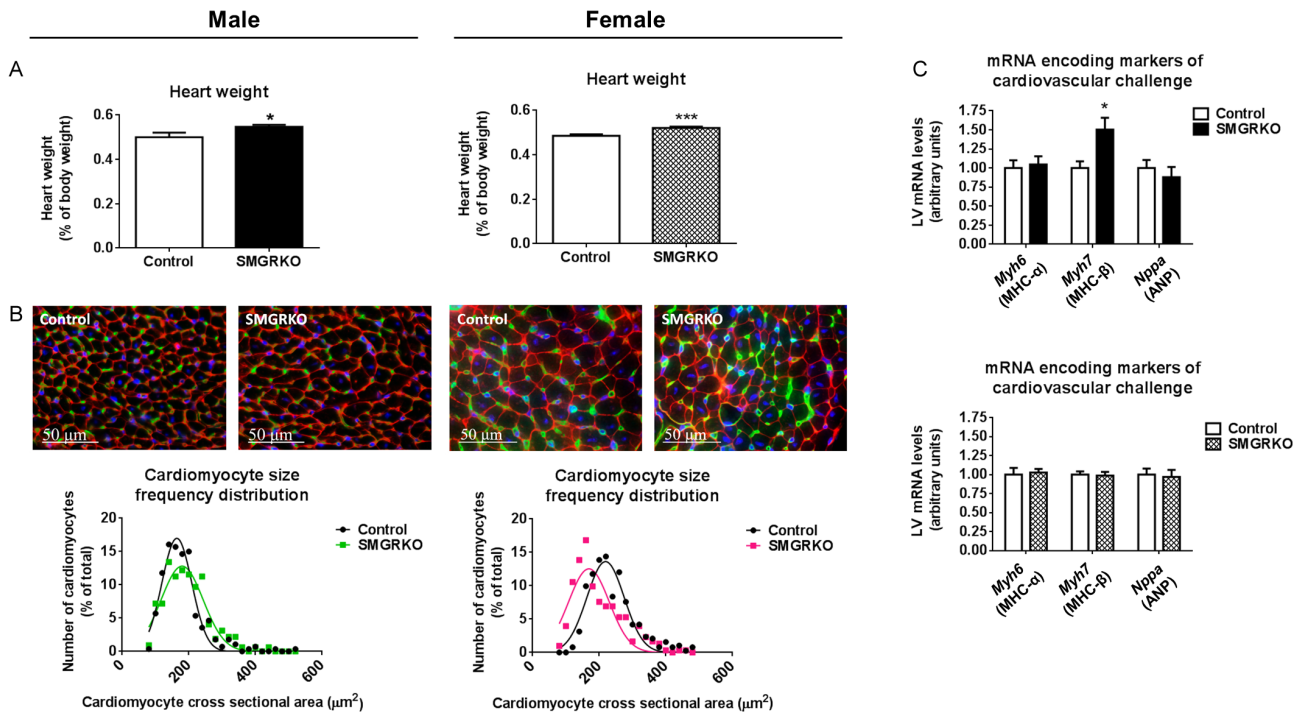 Male
Female
A
Heart weight
Heart weight
(% of body weight)
0.6
0.4
0.2
0.0
*
Control
SMGRKO
Heart weight
Heart weight
(% of body weight)
0.6
0.4
0.2
0.0
***
Control
SMGRKO
B
Control
50 μm
SMGRKO
50 μm
Control
50 μm
SMGRKO
50 μm
Cardiomyocyte size
frequency distribution
Number of cardiomyocytes
(% of total)
20
15
10
5
0
0
200
400
600
Control
SMGRKO
Cardiomyocyte cross sectional area (μm²)
Cardiomyocyte size
frequency distribution
Number of cardiomyocytes
(% of total)
20
15
10
5
0
0
200
400
600
Control
SMGRKO
Cardiomyocyte cross sectional area (μm²)
C
mRNA encoding markers of
cardiovascular challenge
LV mRNA levels
(arbitrary units)
1.75
1.50
1.25
1.00
0.75
0.50
0.25
0.00
*
Control
SMGRKO
Myh6
(MHC-α)
Myh7
(MHC-β)
Nppa
(ANP)
mRNA encoding markers of
cardiovascular challenge
LV mRNA levels
(arbitrary units)
1.75
1.50
1.25
1.00
0.75
0.50
0.25
0.00
Control
SMGRKO
Myh6
(MHC-α)
Myh7
(MHC-β)
Nppa
(ANP)